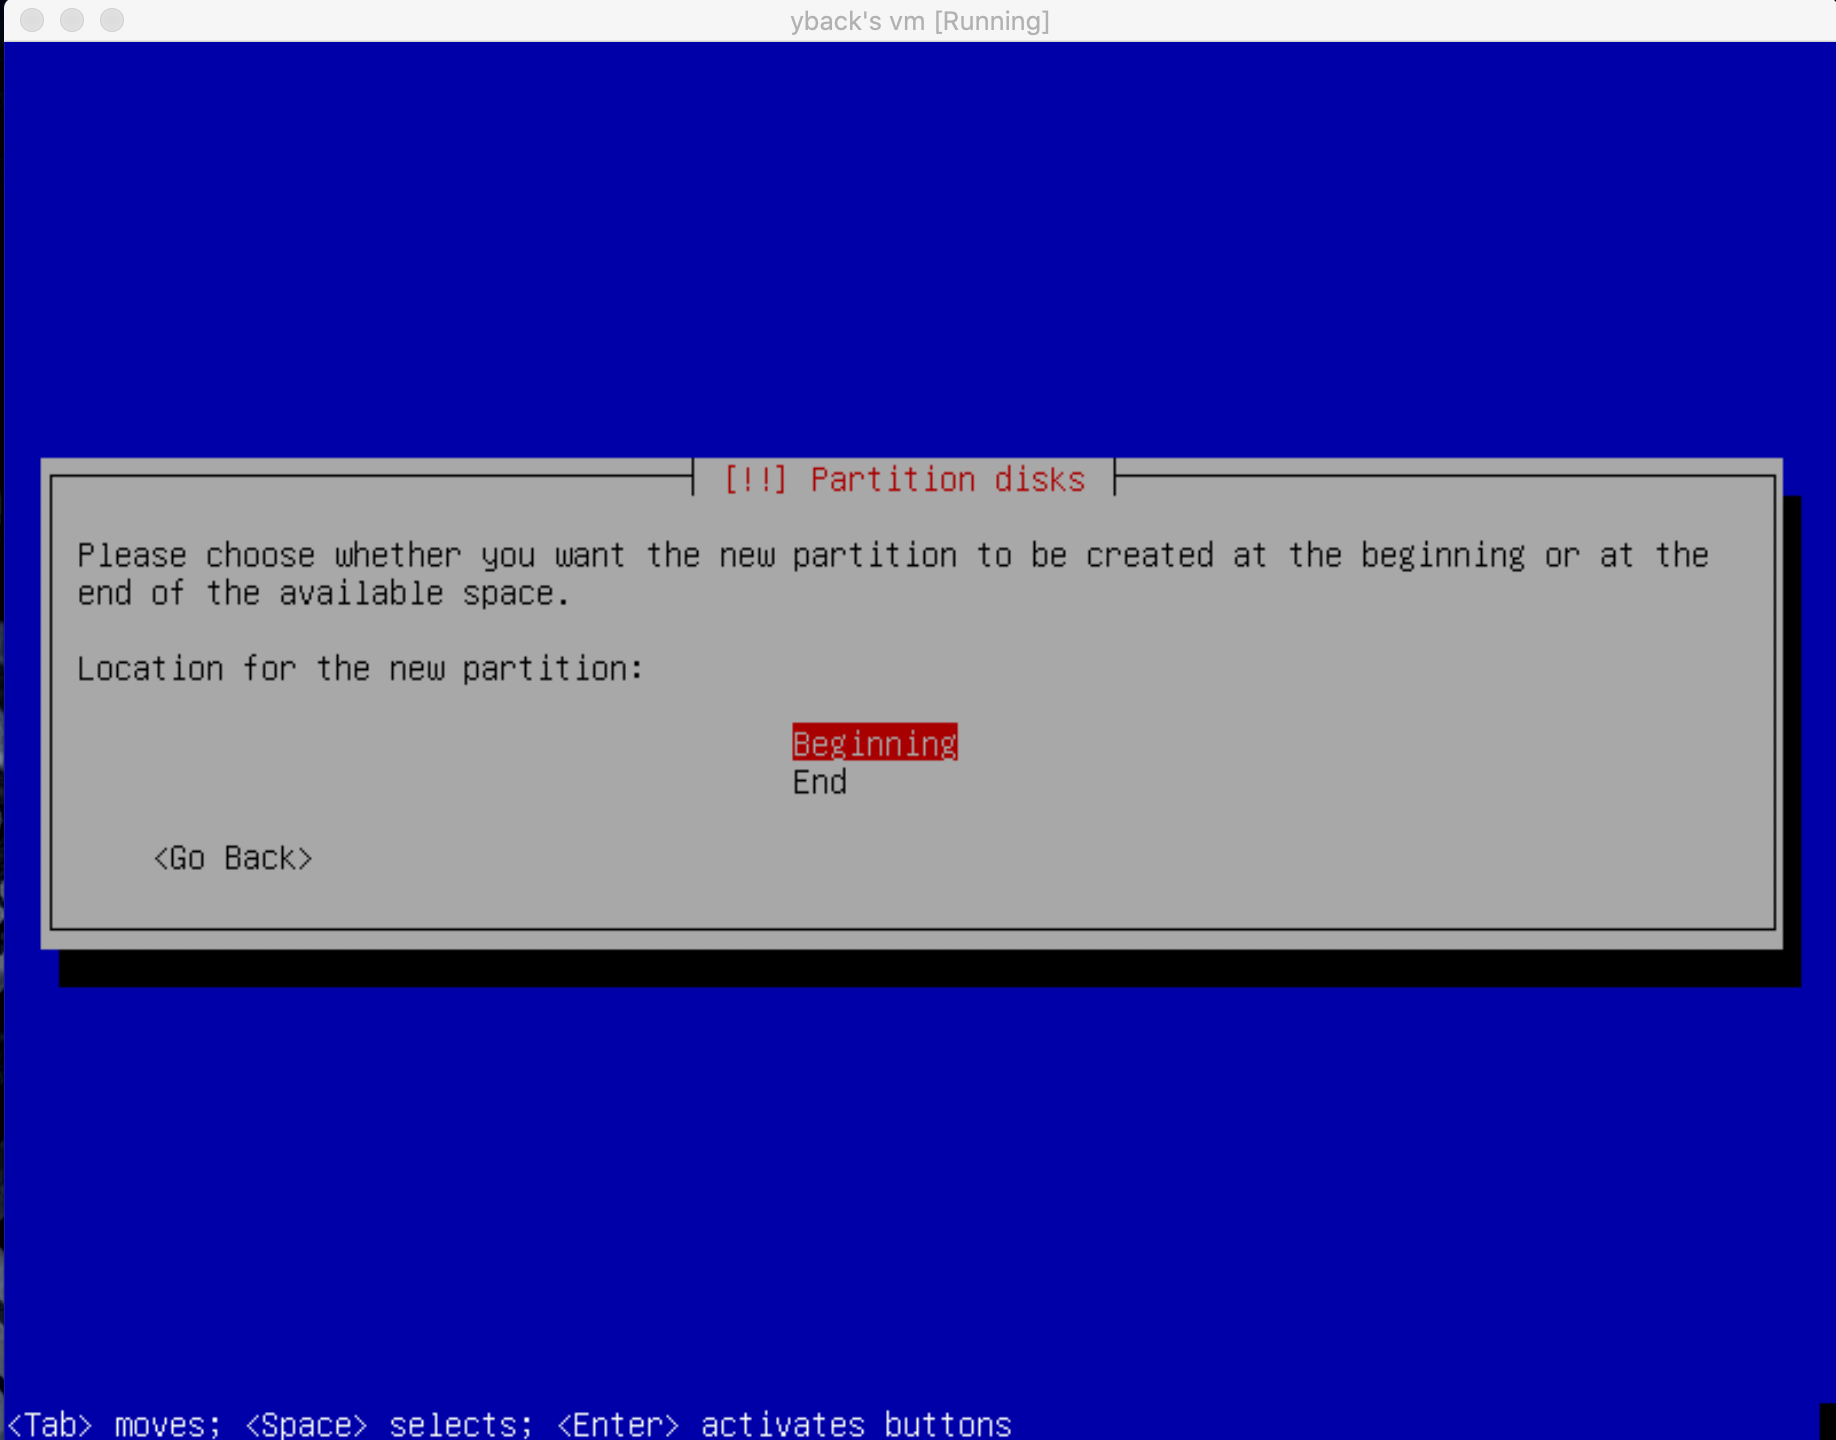 yback's vm [Running]
[!!] Partition disks
Please choose whether you want the new partition to be created at the beginning or at the
end of the available space.
Location for the new partition:
Beginning
End
<Go Back>
<Tab> moves; <Space> selects; <Enter> activates buttons